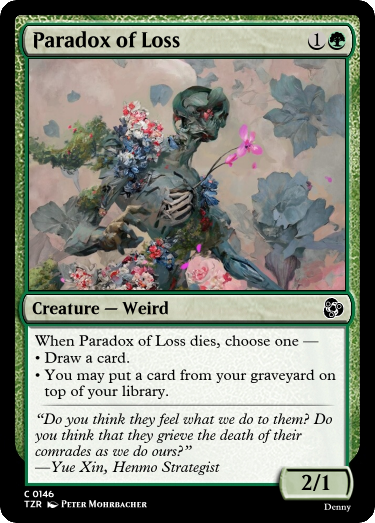 Paradox of Loss 1
Creature — Weird
When Paradox of Loss dies, choose one —
• Draw a card.
• You may put a card from your graveyard on
top of your library.
“Do you think they feel what we do to them? Do
you think that they grieve the death of their
comrades as we do ours?”
—Yue Xin, Henmo Strategist
2/1
C 0146
TZR Peter Mohrbacher
Denny